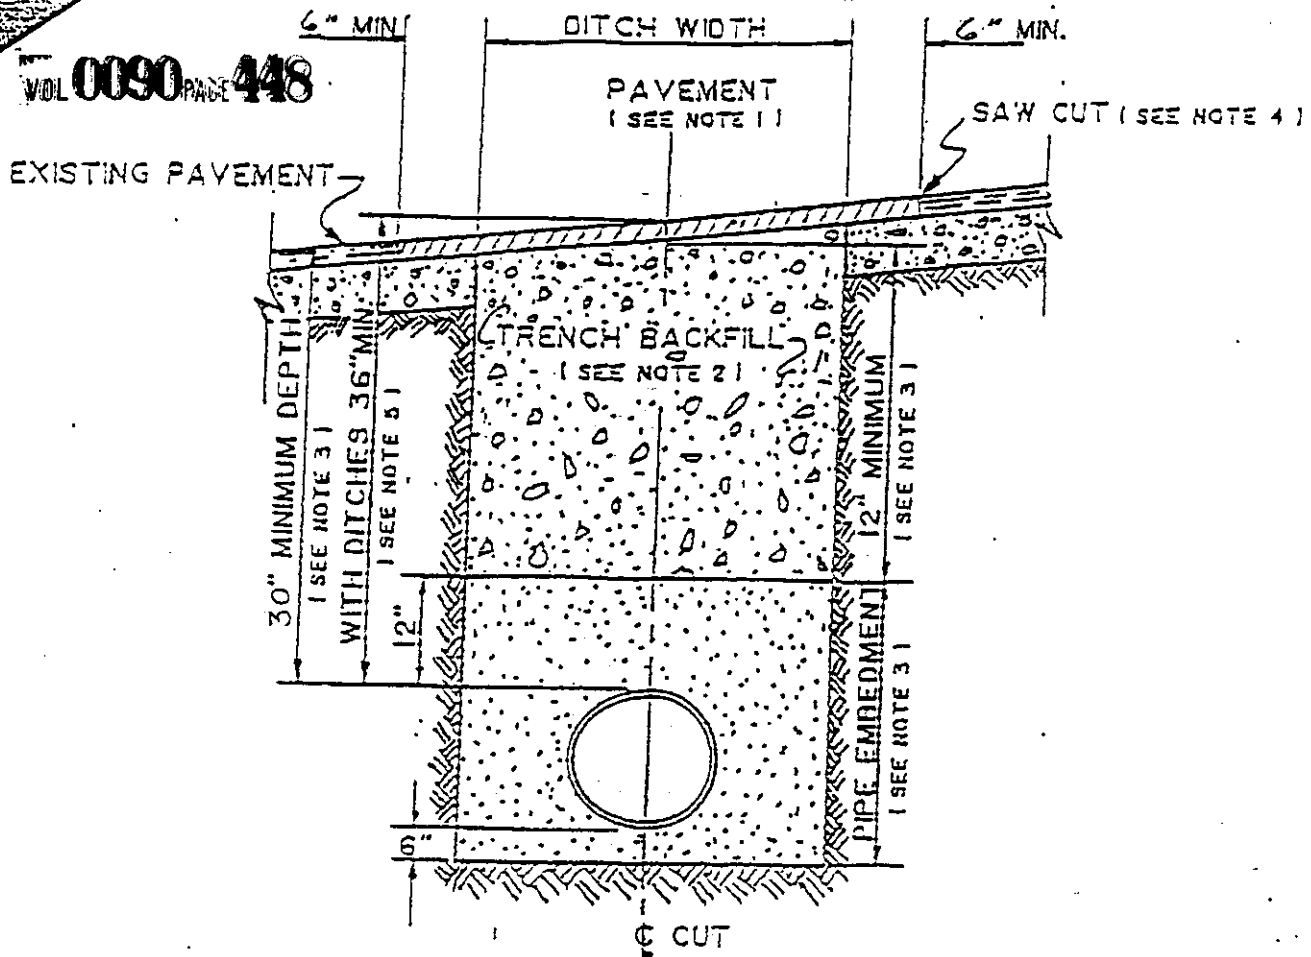 6" MIN
DITCH WIDTH
6" MIN.
VOL 0090 PAGE 448
PAVEMENT
( SEE NOTE 1 )
SAW CUT ( SEE NOTE 4 )
EXISTING PAVEMENT
TRENCH BACKFILL
( SEE NOTE 2 )
30" MINIMUM DEPTH
( SEE NOTE 3 )
WITH DITCHES 36" MIN.
( SEE NOTE 5 )
12"
12" MINIMUM
( SEE NOTE 3 )
PIPE EMBEDMENT
( SEE NOTE 3 )
6"
℄ CUT